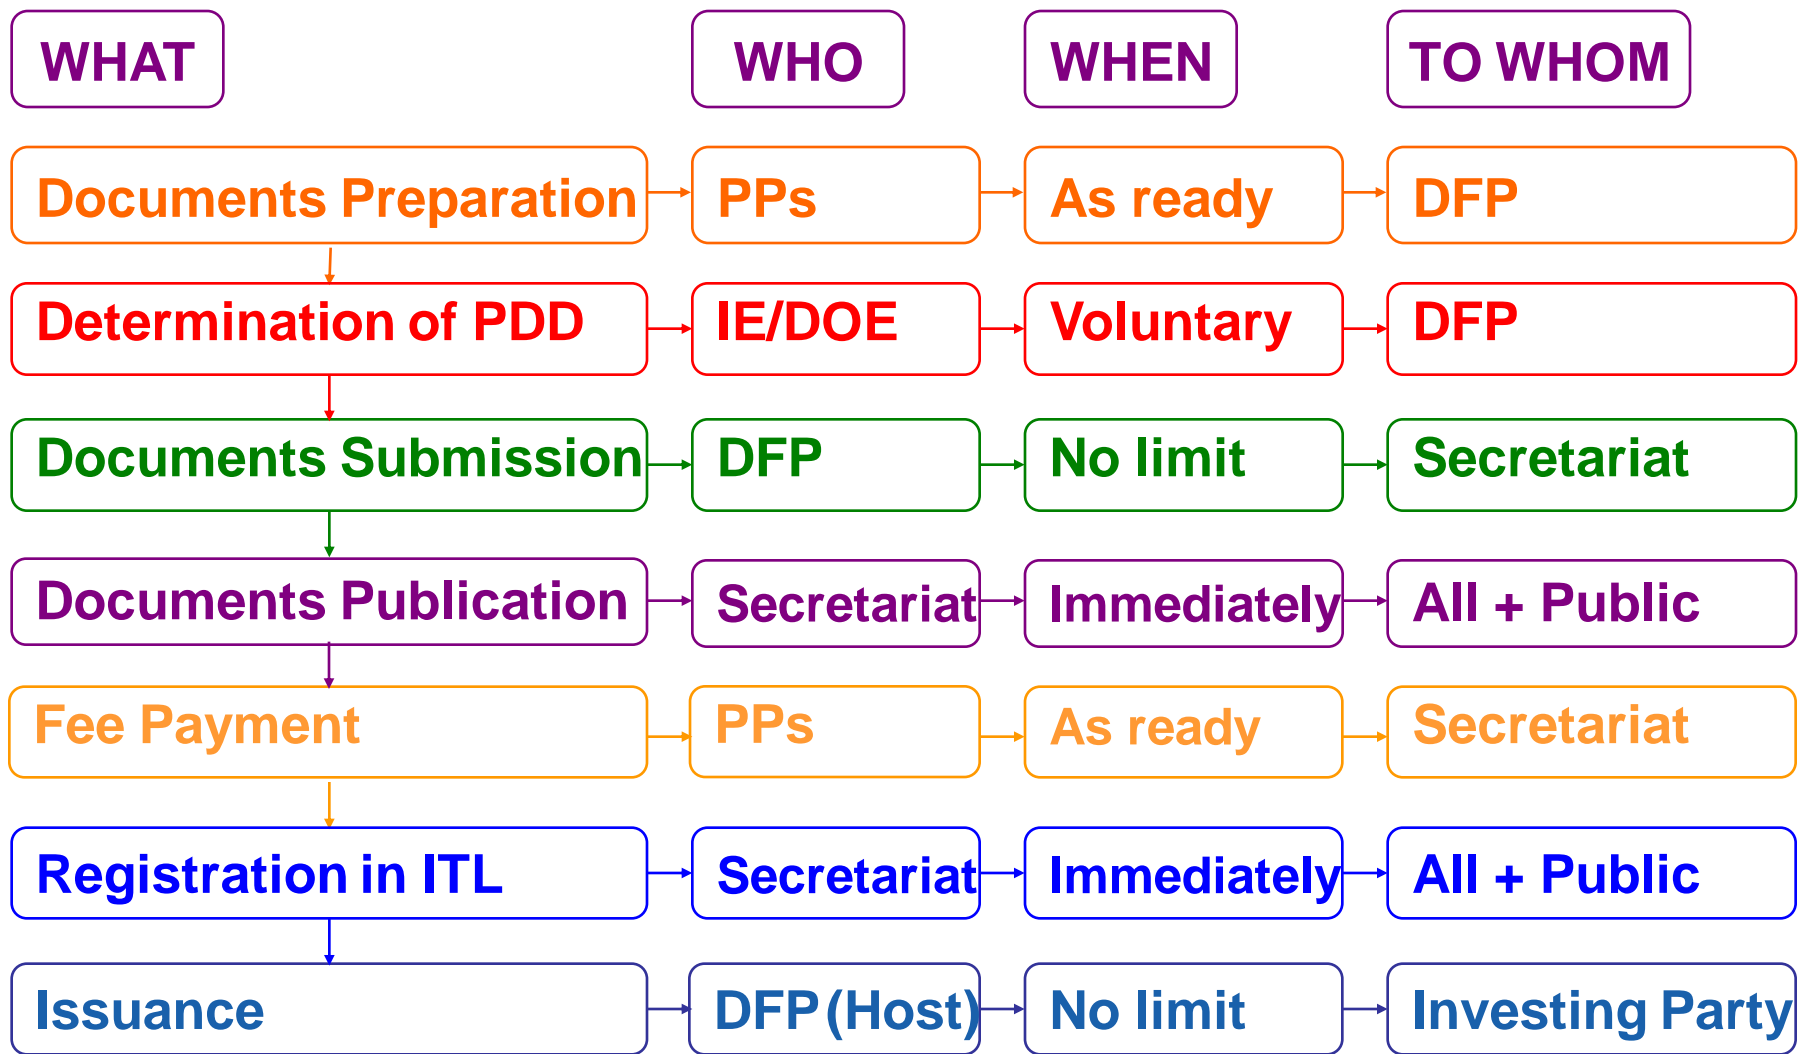 WHAT WHO WHEN TO WHOM
Documents Preparation PPs As ready DFP
Determination of PDD IE/DOE Voluntary DFP
Documents Submission DFP No limit Secretariat
Documents Publication Secretariat Immediately All + Public
Fee Payment PPs As ready Secretariat
Registration in ITL Secretariat Immediately All + Public
Issuance DFP (Host) No limit Investing Party